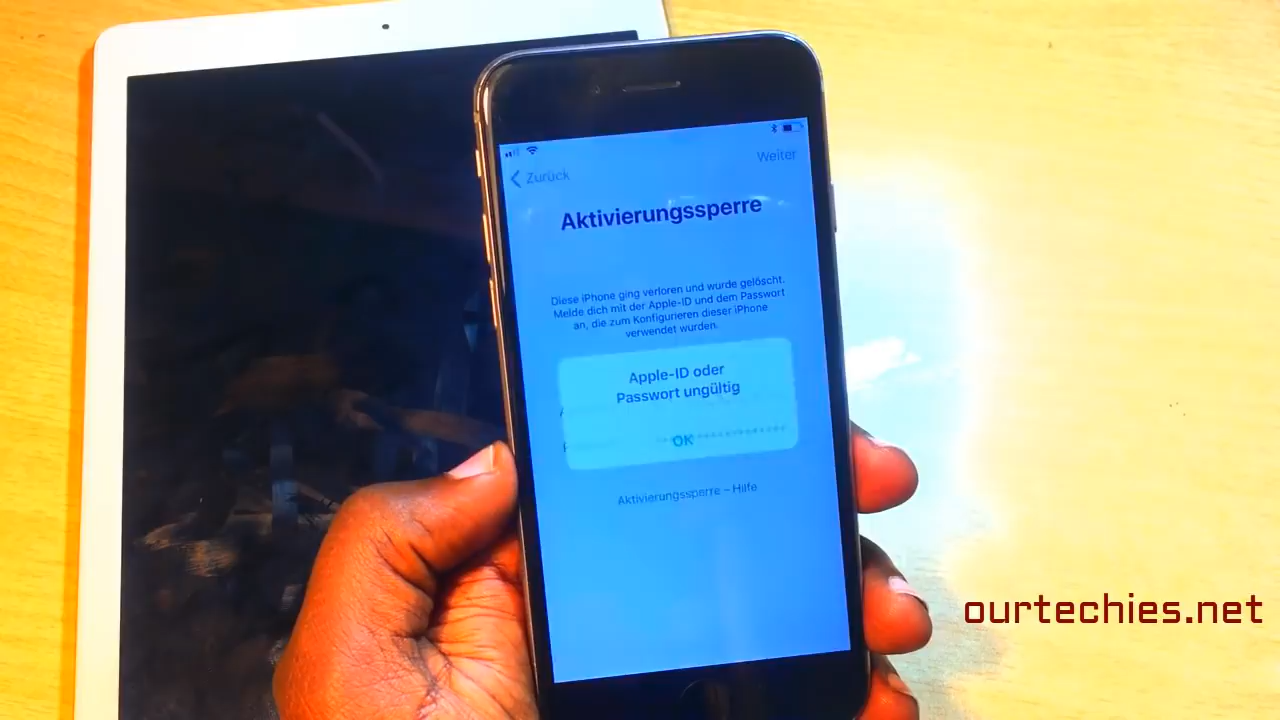 Zurück
Weiter
Aktivierungssperre
Diese iPhone ging verloren und wurde gelöscht.
Melde dich mit der Apple-ID und dem Passwort
an, die zum Konfigurieren dieser iPhone
verwendet wurden.
Apple-ID oder
Passwort ungültig
OK
Aktivierungssperre – Hilfe
ourtechies.net